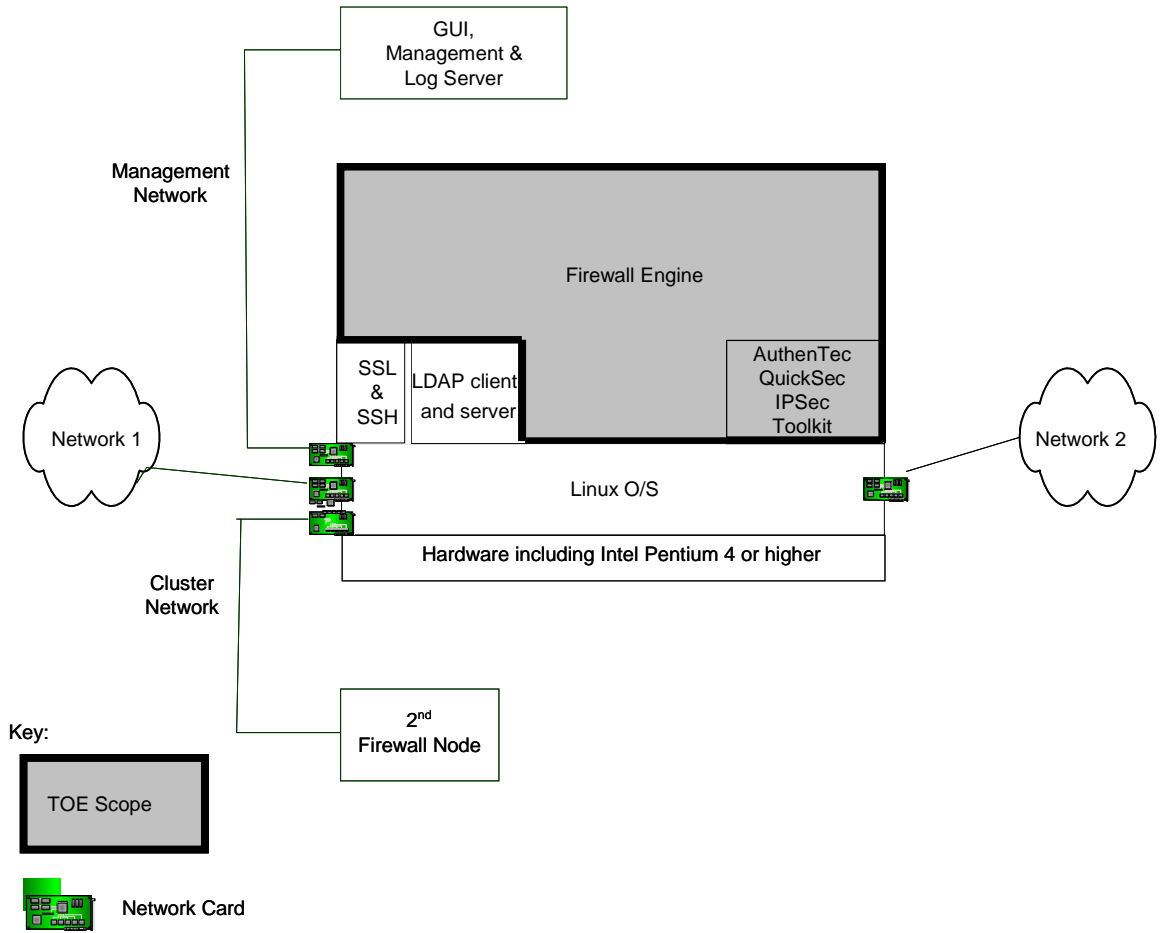 GUI,
Management &
Log Server
Management
Network
Firewall Engine
SSL
&
SSH
LDAP client
and server
AuthenTec
QuickSec
IPSec
Toolkit
Network 1
Network 2
Linux O/S
Hardware including Intel Pentium 4 or higher
Cluster
Network
2nd
Firewall Node
Key:
TOE Scope
Network Card